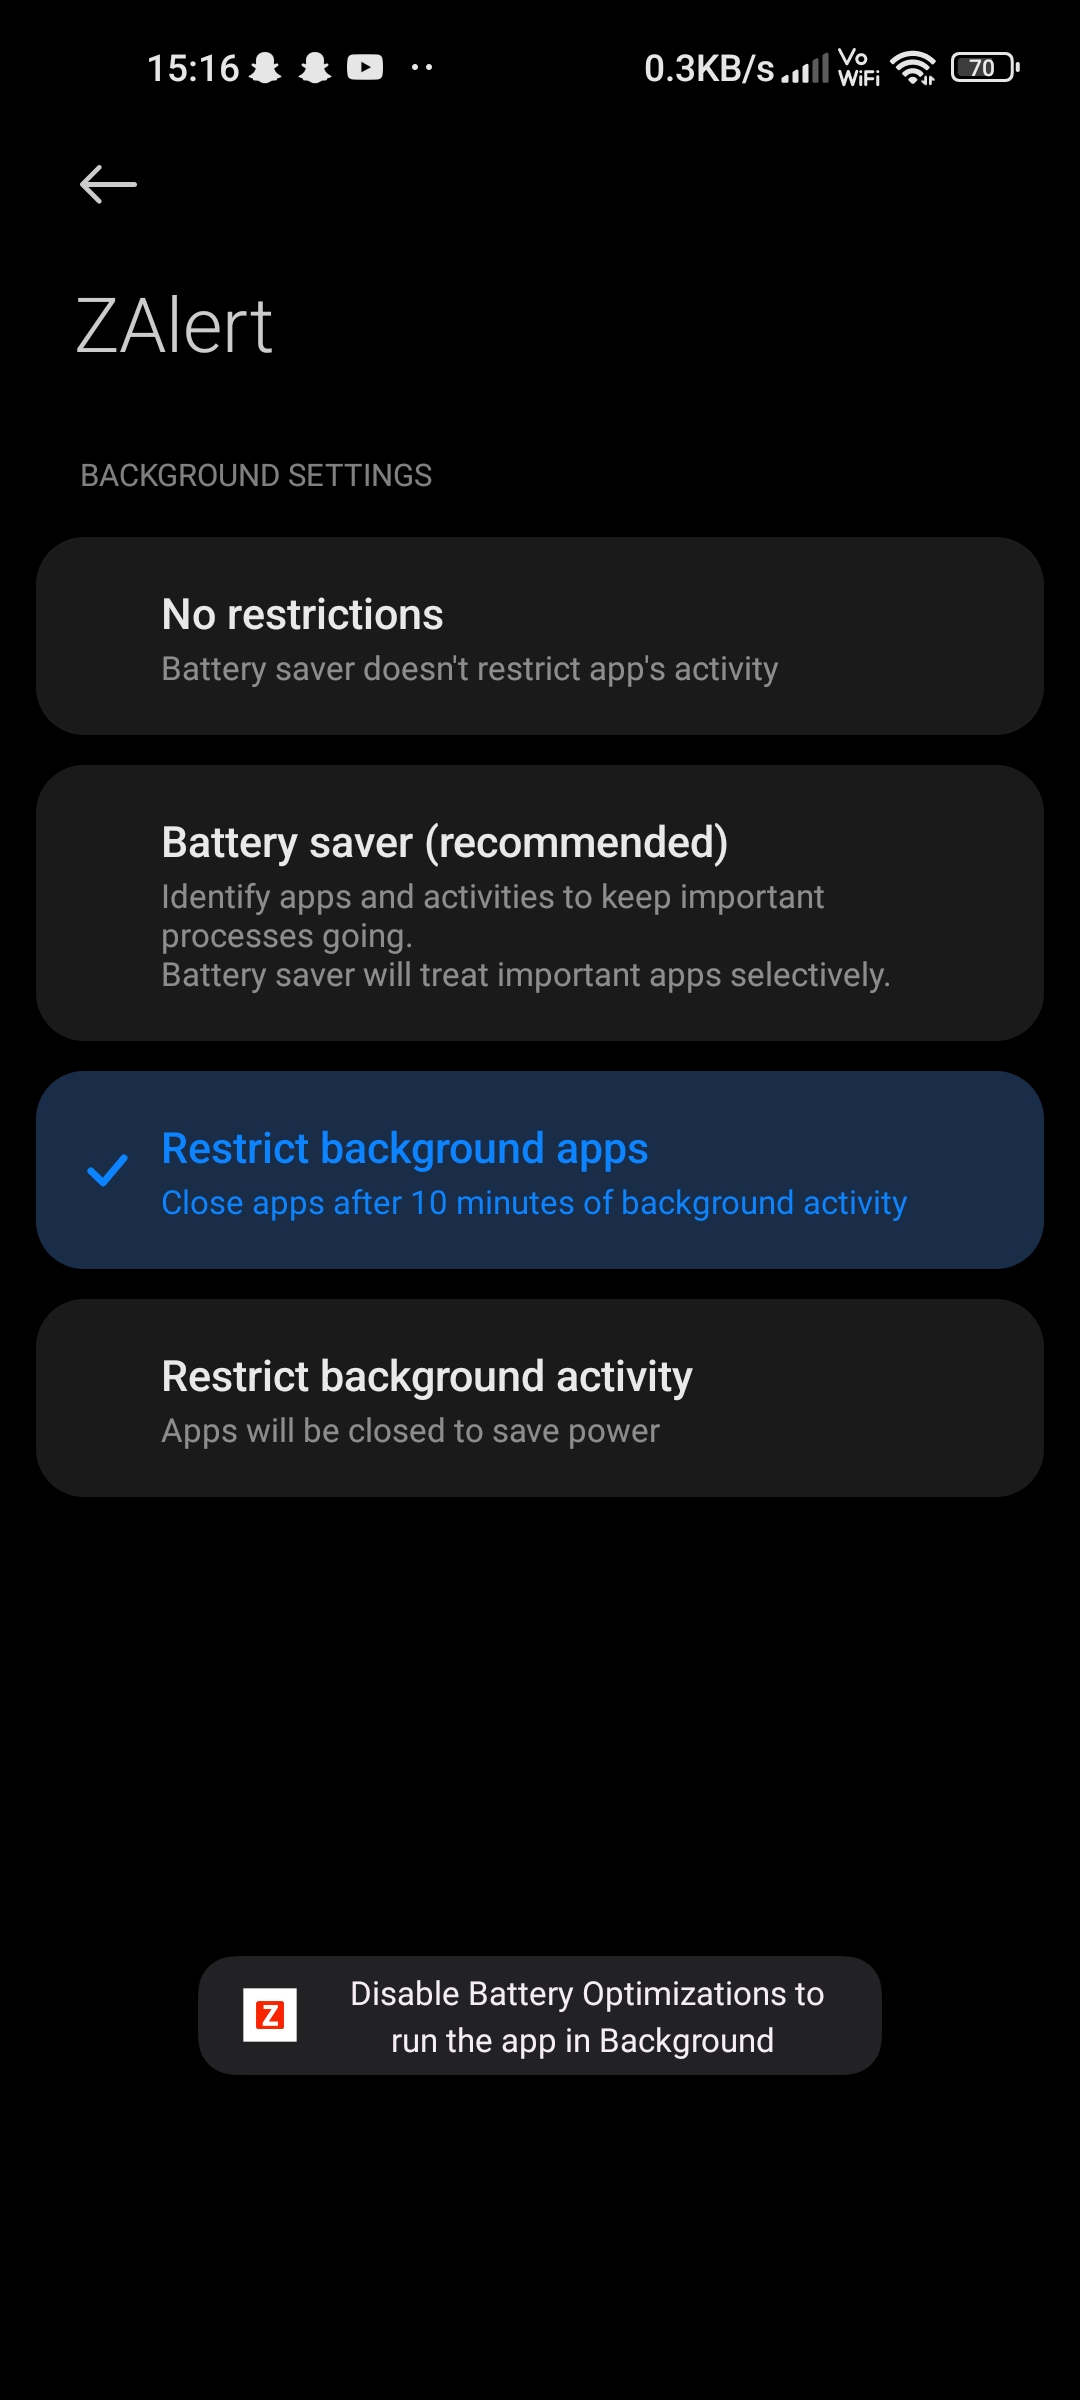 15:16
0.3KB/s Vo WiFi 70
ZAlert
BACKGROUND SETTINGS
No restrictions
Battery saver doesn't restrict app's activity
Battery saver (recommended)
Identify apps and activities to keep important
processes going.
Battery saver will treat important apps selectively.
Restrict background apps
Close apps after 10 minutes of background activity
Restrict background activity
Apps will be closed to save power
Z
Disable Battery Optimizations to
run the app in Background